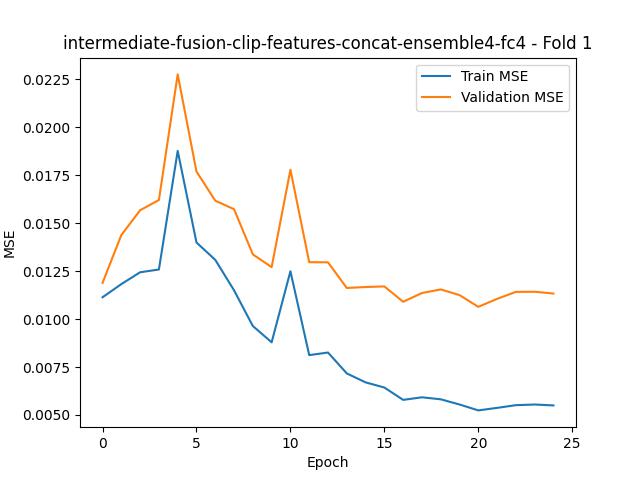 intermediate-fusion-clip-features-concat-ensemble4-fc4 - Fold 1
Train MSE
Validation MSE
MSE
0.0225
0.0200
0.0175
0.0150
0.0125
0.0100
0.0075
0.0050
0 5 10 15 20 25
Epoch